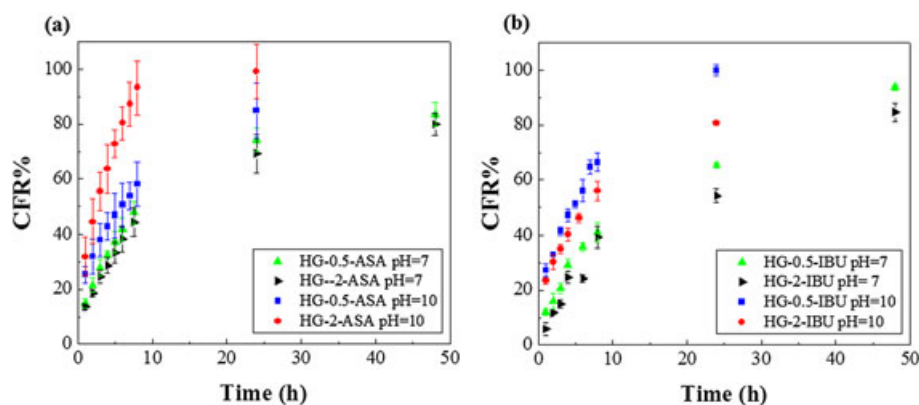 (a)
CFR%
100
80
60
40
20
0
HG-0.5-ASA pH=7
HG--2-ASA pH=7
HG-0.5-ASA pH=10
HG-2-ASA pH=10
0 10 20 30 40 50
Time (h)
(b)
CFR%
100
80
60
40
20
0
HG-0.5-IBU pH=7
HG-2-IBU pH= 7
HG-0.5-IBU pH=10
HG-2-IBU pH=10
0 10 20 30 40 50
Time (h)